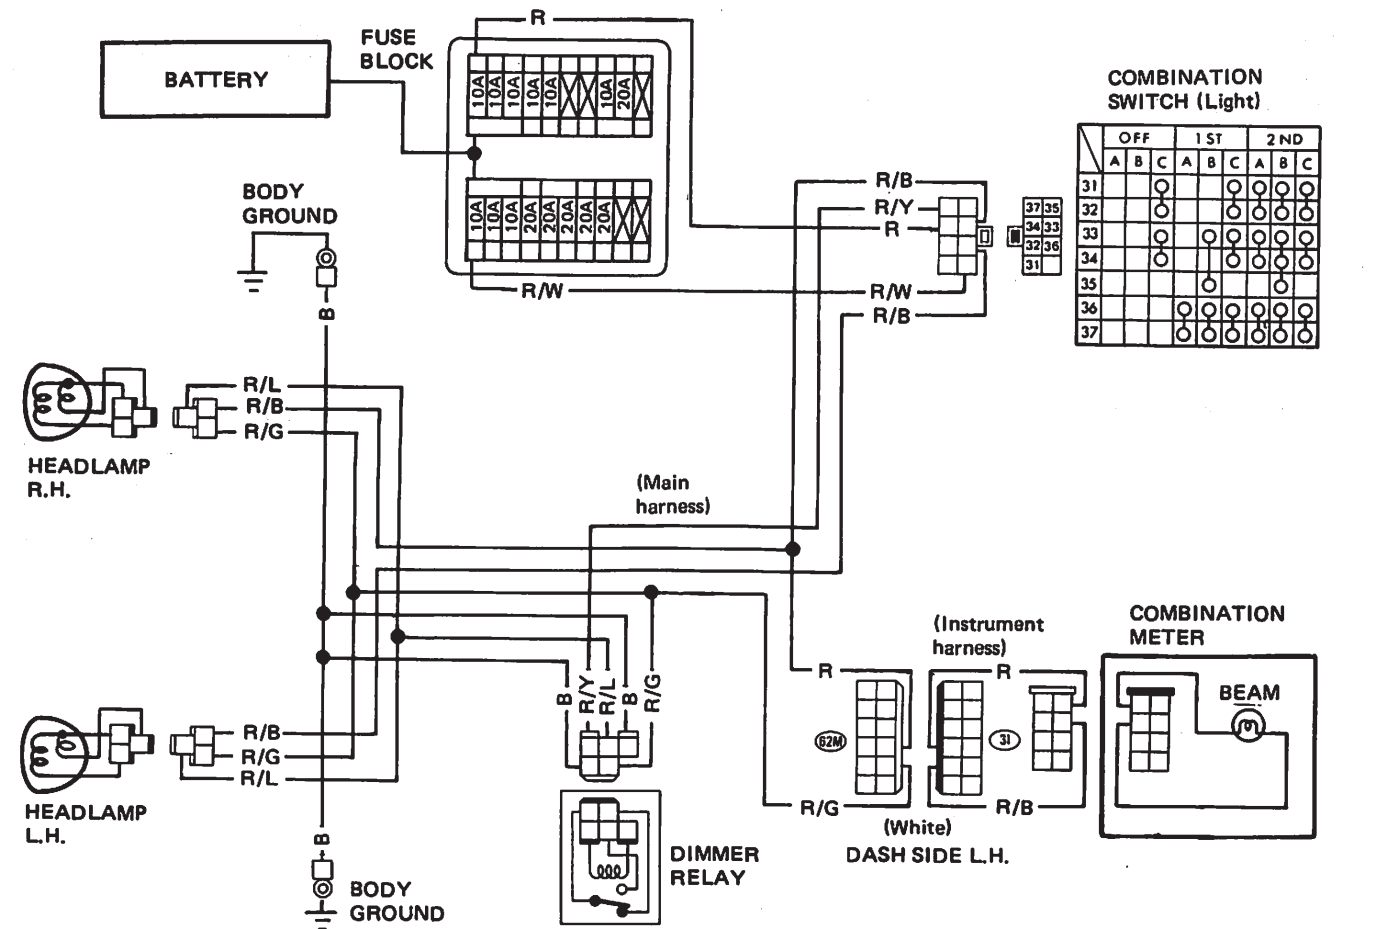 R
FUSE
BLOCK
BATTERY
10A 10A 10A 10A 10A 10A 20A
10A 10A 10A 20A 20A 20A 20A 20A
COMBINATION
SWITCH (Light)
OFF 1 ST 2 ND
A B C A B C A B C
31
32
33
34
35
36
37
R/B
R/Y
R
37 35
34 33
32 36
31
R/W
R/W
R/B
BODY
GROUND
B
R/L
R/B
R/G
HEADLAMP
R.H.
(Main
harness)
(Instrument
harness)
COMBINATION
METER
R
R
BEAM
B
R/Y
R/L
B
R/G
62M
31
R/B
R/G
R/L
HEADLAMP
L.H.
R/G
R/B
(White)
DASH SIDE L.H.
B
DIMMER
RELAY
BODY
GROUND